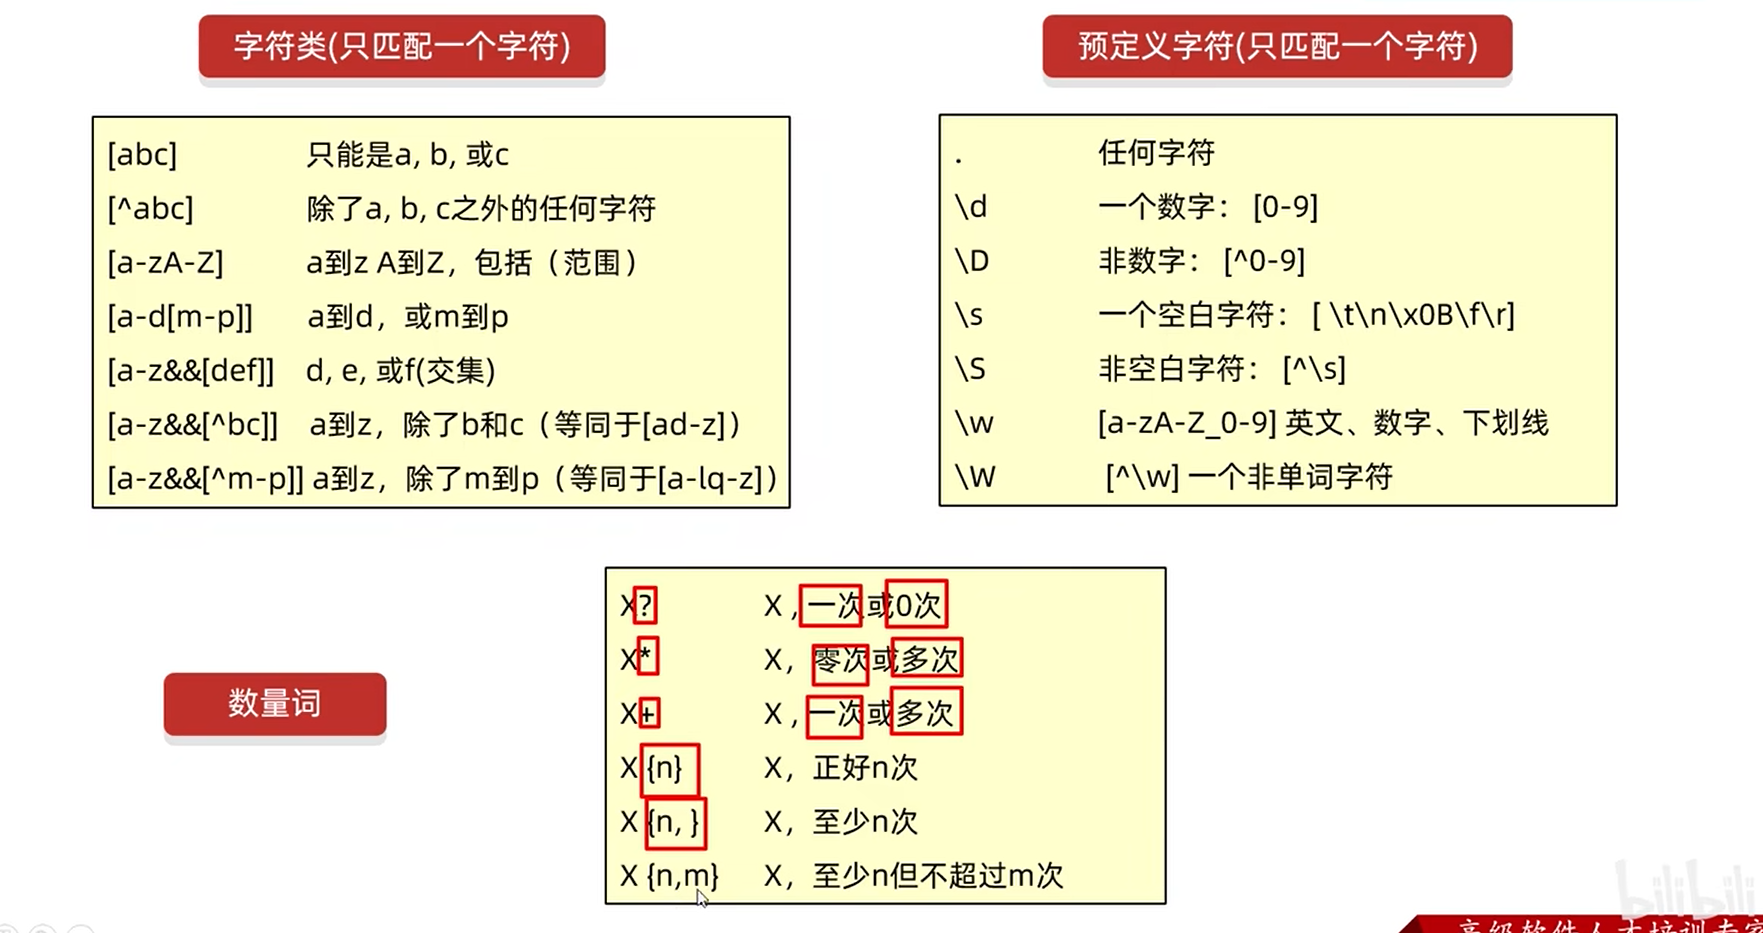 字符类(只匹配一个字符)
[abc] 只能是a, b, 或c
[^abc] 除了a, b, c之外的任何字符
[a-zA-Z] a到z A到Z，包括（范围）
[a-d[m-p]] a到d，或m到p
[a-z&&[def]] d, e, 或f(交集)
[a-z&&[^bc]] a到z，除了b和c（等同于[ad-z]）
[a-z&&[^m-p]] a到z，除了m到p（等同于[a-lq-z]）
预定义字符(只匹配一个字符)
. 任何字符
\d 一个数字： [0-9]
\D 非数字： [^0-9]
\s 一个空白字符： [ \t\n\x0B\f\r]
\S 非空白字符： [^\s]
\w [a-zA-Z_0-9] 英文、数字、下划线
\W [^\w] 一个非单词字符
数量词
X? X , 一次或0次
X* X，零次或多次
X+ X , 一次或多次
X {n} X，正好n次
X {n, } X，至少n次
X {n,m} X，至少n但不超过m次
bilibili
高级软件人才培训专家